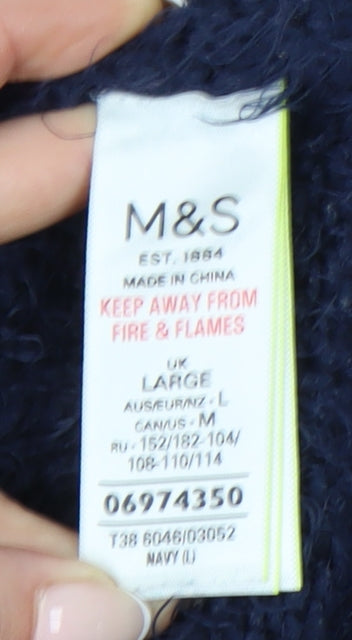 M&S
EST. 1884
MADE IN CHINA
KEEP AWAY FROM
FIRE & FLAMES
UK
LARGE
AUS/EUR/NZ - L
CAN/US - M
RU - 152/182-104/
108-110/114
06974350
T38 6046/03052
NAVY (L)